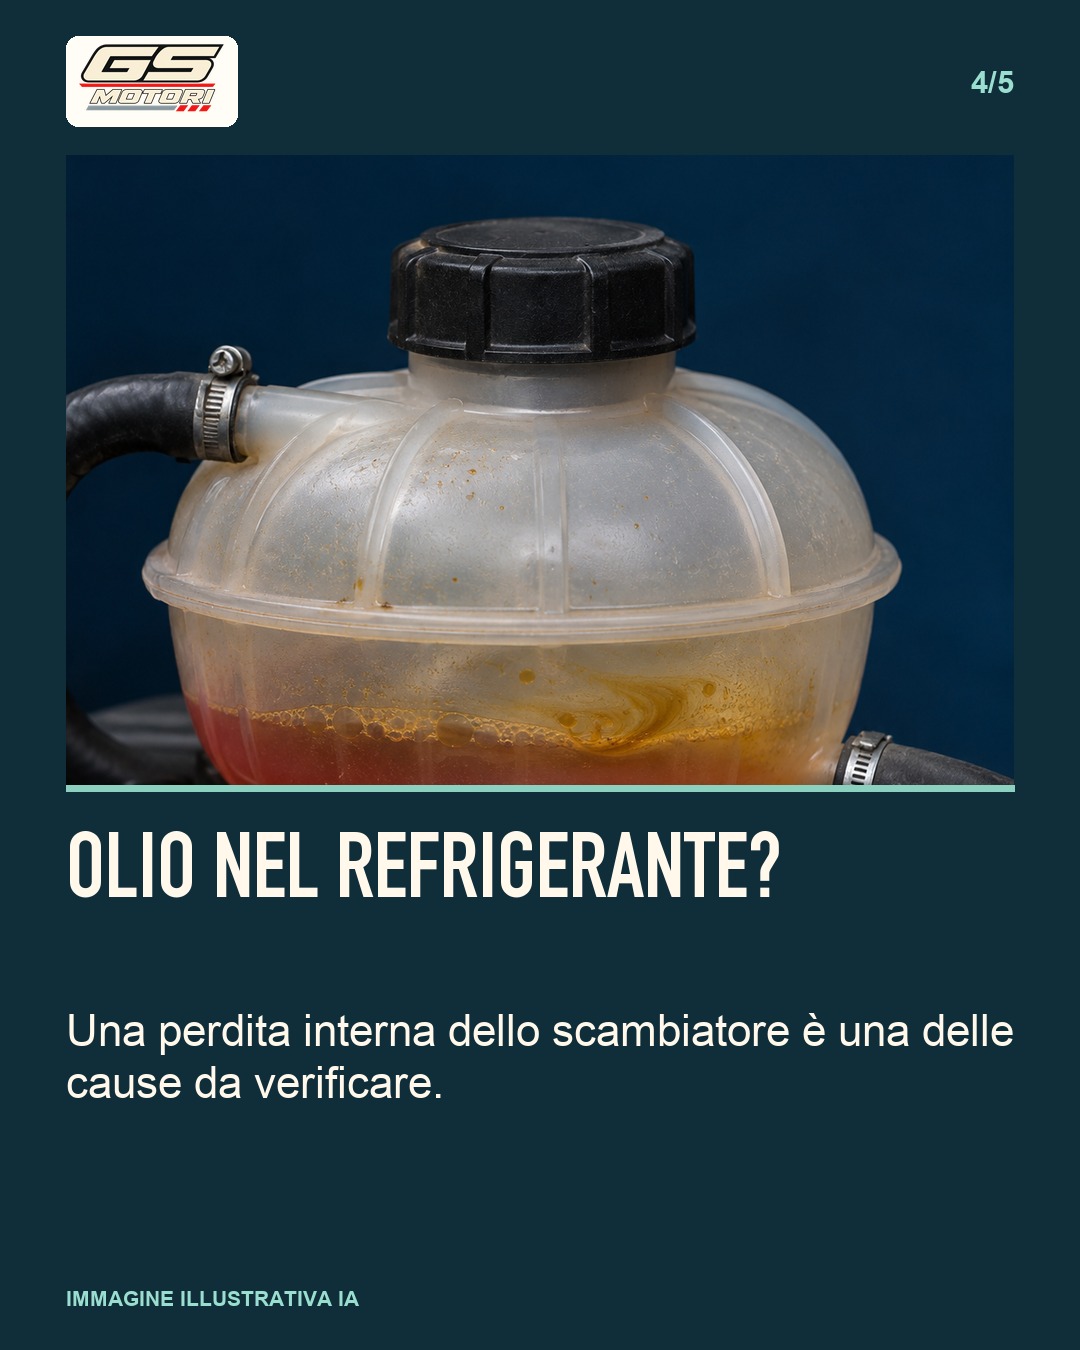 GS
MOTORI
4/5
OLIO NEL REFRIGERANTE?
Una perdita interna dello scambiatore è una delle
cause da verificare.
IMMAGINE ILLUSTRATIVA IA